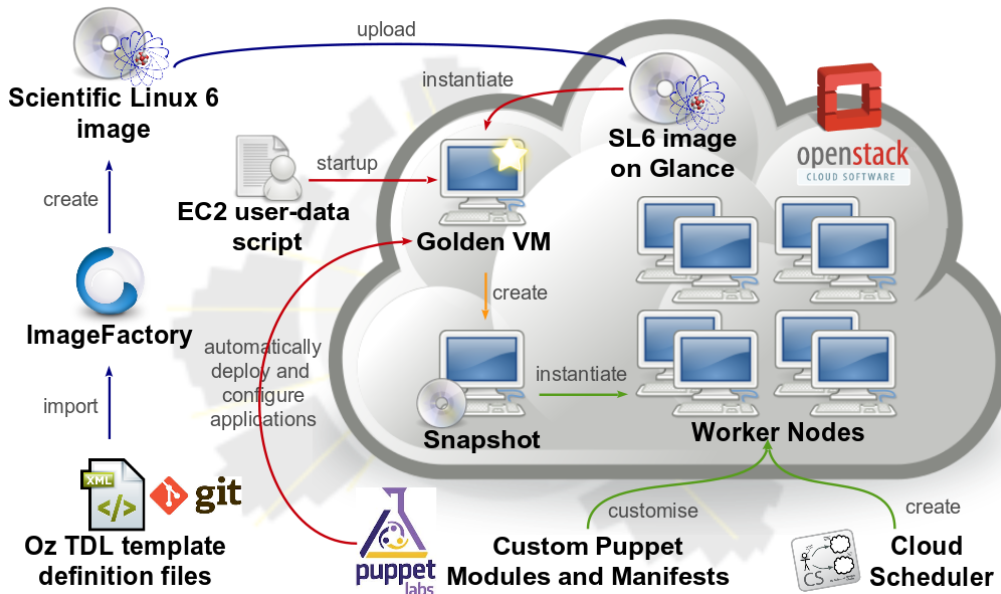 upload
Scientific Linux 6
image
instantiate
SL6 image
on Glance
openstack
CLOUD SOFTWARE
startup
EC2 user-data
script
Golden VM
create
ImageFactory
create
automatically
deploy and
configure
applications
instantiate
Snapshot
Worker Nodes
import
XML
</>
git
Oz TDL template
definition files
puppet
labs
customise
Custom Puppet
Modules and Manifests
create
CS
Cloud
Scheduler